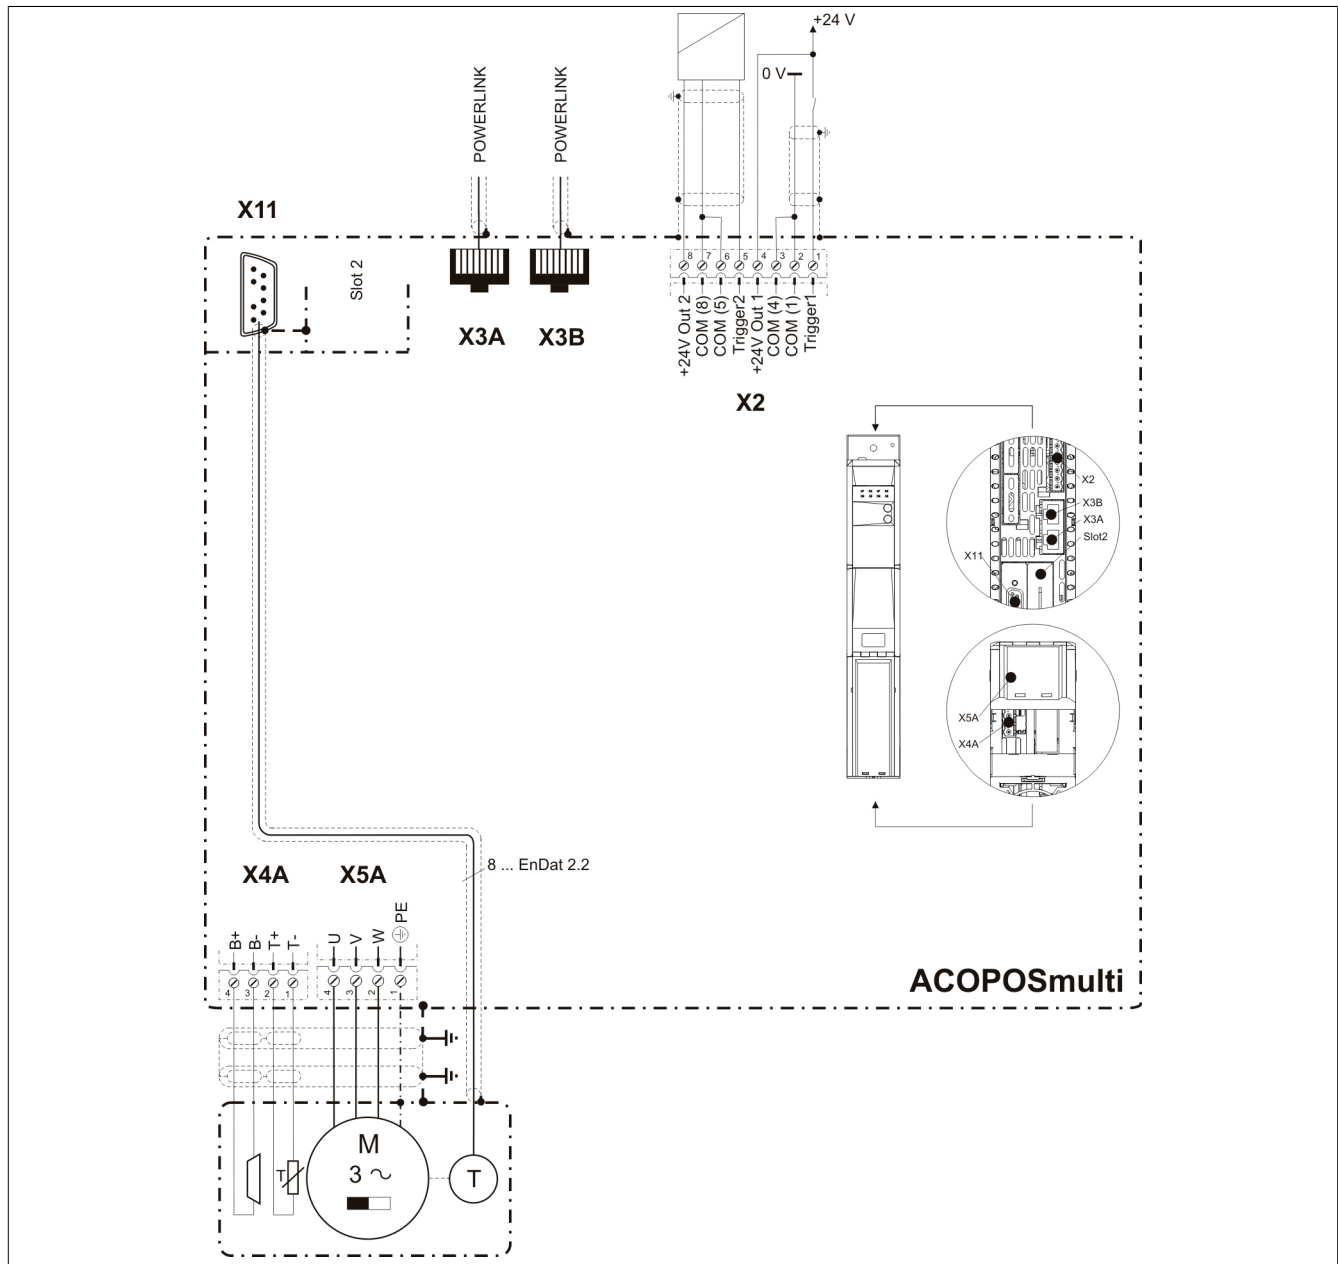 +24 V
0 V
POWERLINK
POWERLINK
X11
Slot 2
X3A
X3B
8 7 6 5 4 3 2 1
+24V Out 2
COM (8)
COM (5)
Trigger2
+24V Out 1
COM (4)
COM (1)
Trigger1
X2
X2
X3B
X3A
Slot2
X11
X5A
X4A
8 ... EnDat 2.2
X4A
X5A
B+
B-
T+
T-
U
V
W
PE
4 3 2 1
4 3 2 1
ACOPOSmulti
M
3 ~
T
T